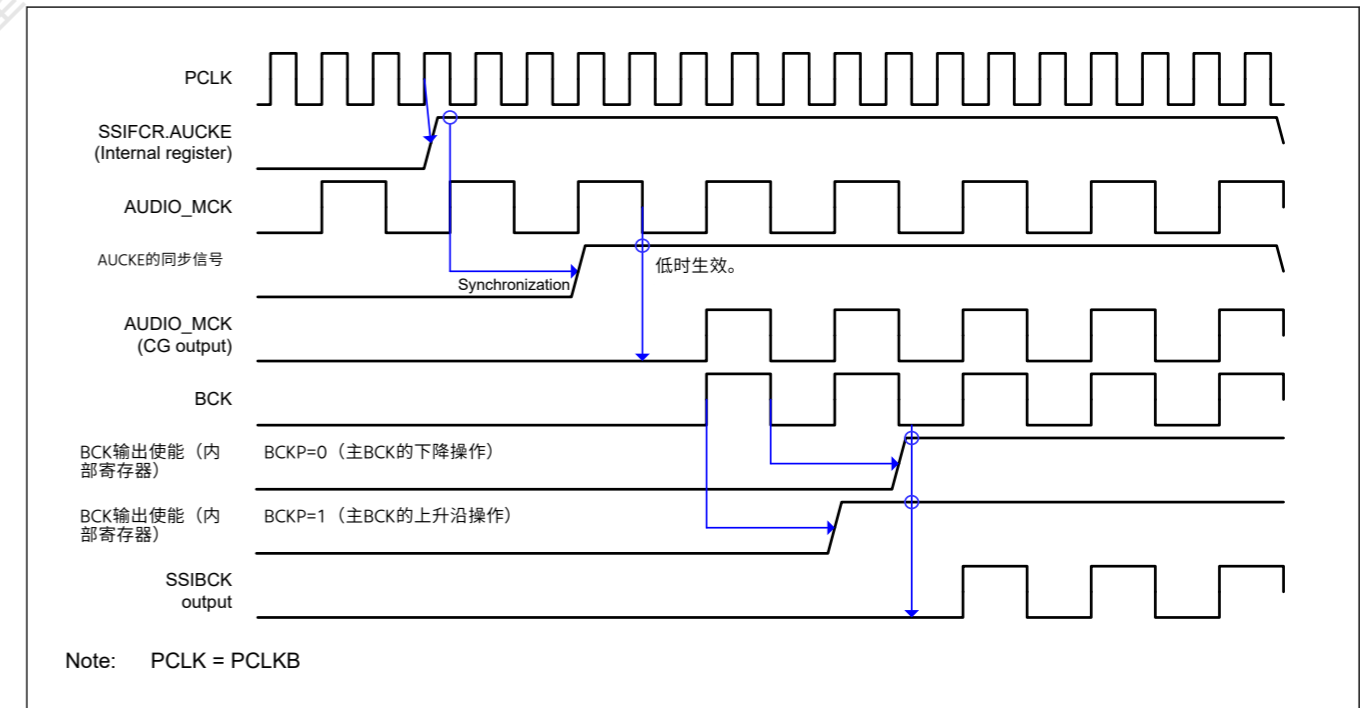 PCLK
SSIFCR.AUCKE
(Internal register)
AUDIO_MCK
AUCKE的同步信号
低时生效。
Synchronization
AUDIO_MCK
(CG output)
BCK
BCK输出使能（内
部寄存器）
BCKP=0（主BCK的下降操作）
BCK输出使能（内
部寄存器）
BCKP=1（主BCK的上升沿操作）
SSIBCK
output
Note: PCLK = PCLKB